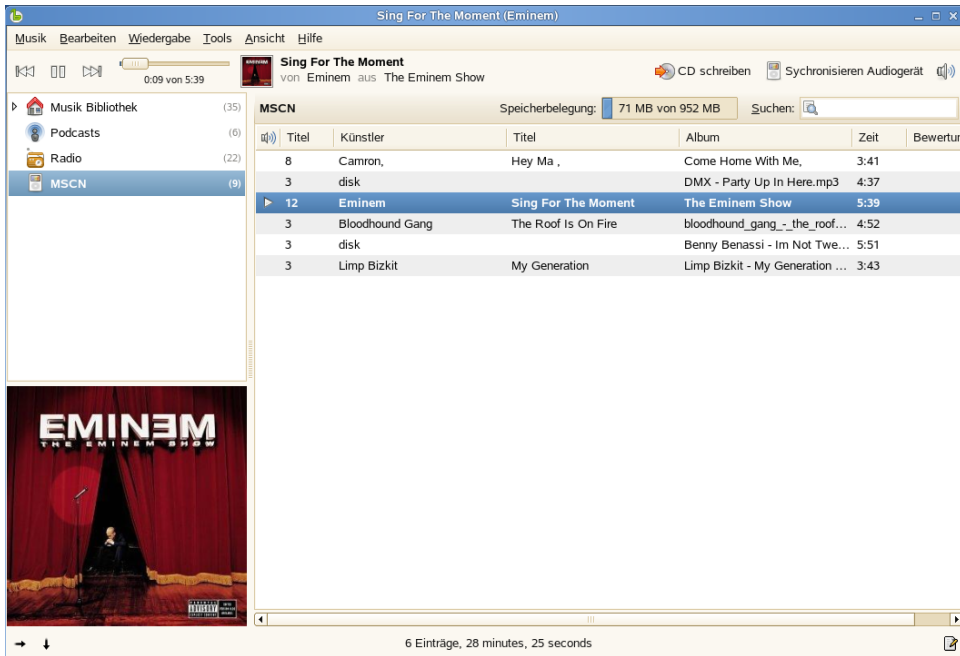 Sing For The Moment (Eminem)
Musik Bearbeiten Wiedergabe Tools Ansicht Hilfe
0:09 von 5:39
Sing For The Moment
von Eminem aus The Eminem Show
CD schreiben
Sychronisieren Audiogerät
Musik Bibliothek (35)
Podcasts (6)
Radio (22)
MSCN (9)
MSCN
Speicherbelegung: 71 MB von 952 MB
Suchen:
Titel Künstler Titel Album Zeit Bewertun
8 Camron, Hey Ma , Come Home With Me, 3:41
3 disk DMX - Party Up In Here.mp3 4:37
12 Eminem Sing For The Moment The Eminem Show 5:39
3 Bloodhound Gang The Roof Is On Fire bloodhound_gang_-_the_roof... 4:52
3 disk Benny Benassi - Im Not Twe... 5:51
3 Limp Bizkit My Generation Limp Bizkit - My Generation ... 3:43
EMINEM
THE EMINEM SHOW
ADVISORY
6 Einträge, 28 minutes, 25 seconds